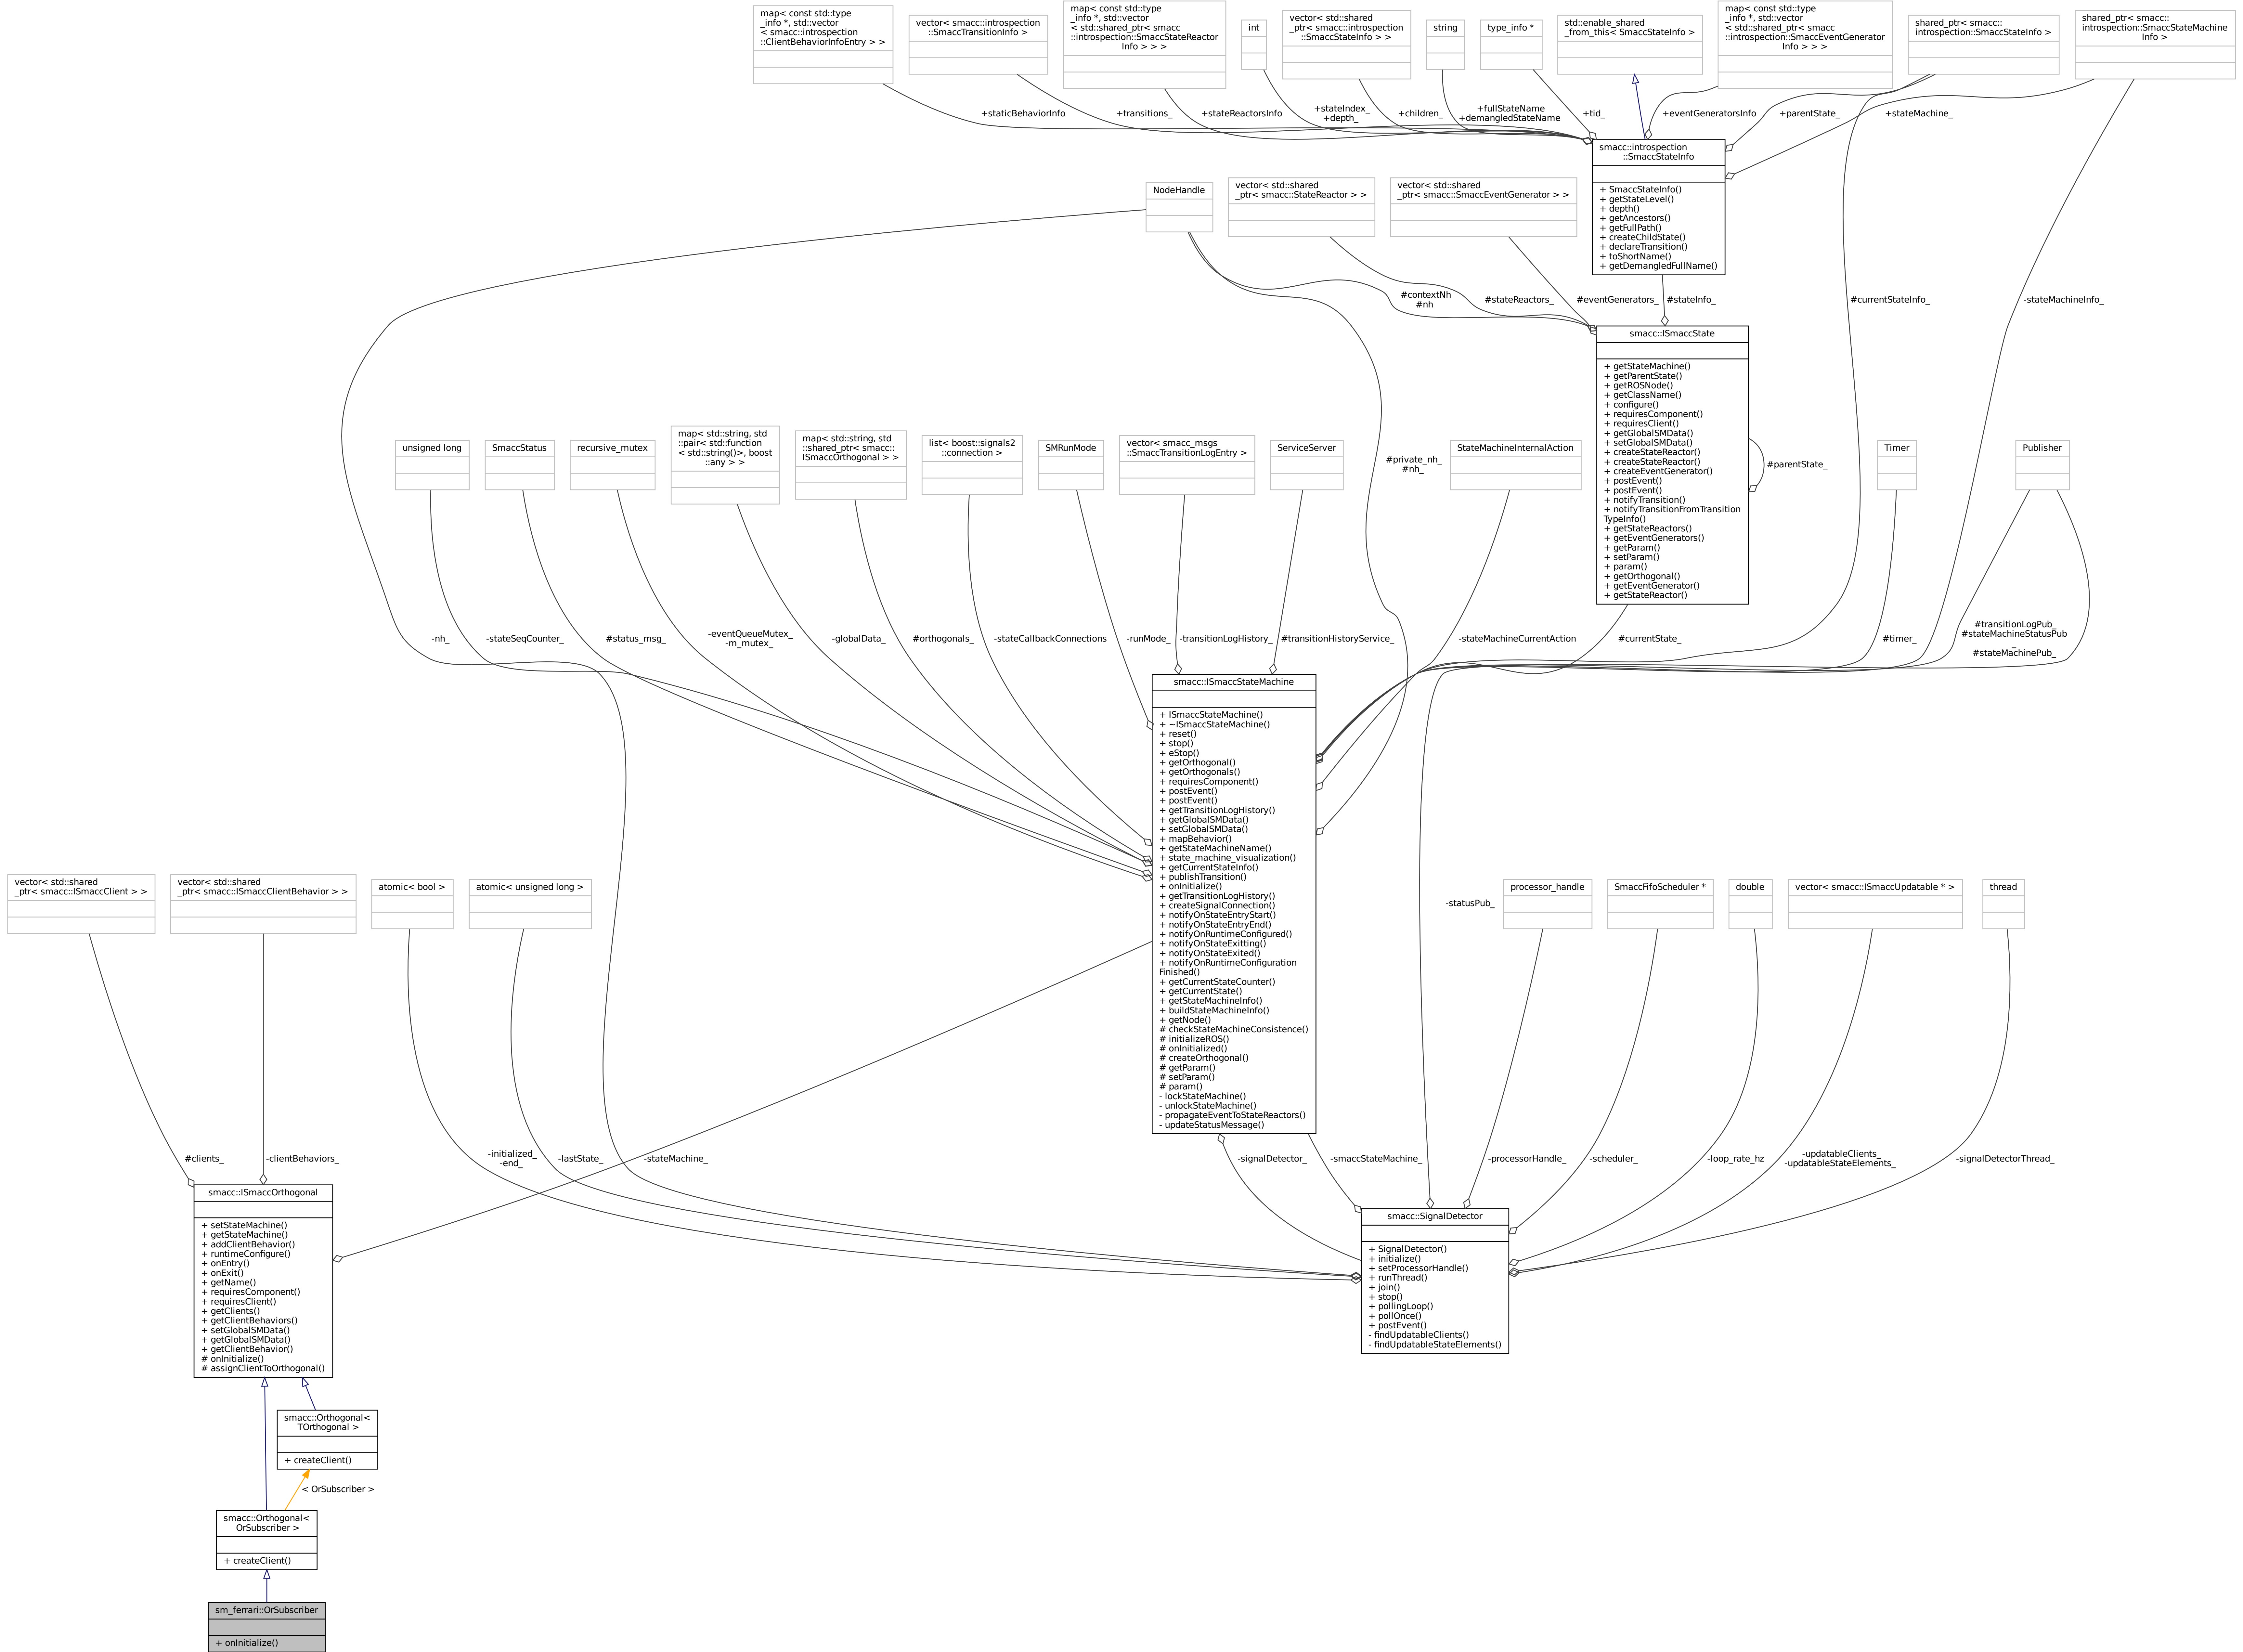 map< const std::type
_info *, std::vector
< smacc::introspection
::ClientBehaviorInfoEntry > >
vector< smacc::introspection
::SmaccTransitionInfo >
map< const std::type
_info *, std::vector
< std::shared_ptr< smacc
::introspection::SmaccStateReactor
Info > > >
int
vector< std::shared
_ptr< smacc::introspection
::SmaccStateInfo > >
string
type_info *
std::enable_shared
_from_this< SmaccStateInfo >
map< const std::type
_info *, std::vector
< std::shared_ptr< smacc
::introspection::SmaccEventGenerator
Info > > >
shared_ptr< smacc::
introspection::SmaccStateInfo >
shared_ptr< smacc::
introspection::SmaccStateMachine
Info >
+staticBehaviorInfo
+transitions_
+stateReactorsInfo
+stateIndex_
+depth_
+children_
+fullStateName
+demangledStateName
+tid_
+eventGeneratorsInfo
+parentState_
+stateMachine_
smacc::introspection
::SmaccStateInfo
+ SmaccStateInfo()
+ getStateLevel()
+ depth()
+ getAncestors()
+ getFullPath()
+ createChildState()
+ declareTransition()
+ toShortName()
+ getDemangledFullName()
NodeHandle
vector< std::shared
_ptr< smacc::StateReactor > >
vector< std::shared
_ptr< smacc::SmaccEventGenerator > >
#contextNh
#nh
#stateReactors_
#eventGenerators_
#stateInfo_
#currentStateInfo_
-stateMachineInfo_
smacc::ISmaccState
+ getStateMachine()
+ getParentState()
+ getROSNode()
+ getClassName()
+ configure()
+ requiresComponent()
+ requiresClient()
+ getGlobalSMData()
+ setGlobalSMData()
+ createStateReactor()
+ createStateReactor()
+ createEventGenerator()
+ postEvent()
+ postEvent()
+ notifyTransition()
+ notifyTransitionFromTransition
TypeInfo()
+ getStateReactors()
+ getEventGenerators()
+ getParam()
+ setParam()
+ param()
+ getOrthogonal()
+ getEventGenerator()
+ getStateReactor()
#parentState_
unsigned long
SmaccStatus
recursive_mutex
map< std::string, std
::pair< std::function
< std::string()>, boost
::any > >
map< std::string, std
::shared_ptr< smacc::
ISmaccOrthogonal > >
list< boost::signals2
::connection >
SMRunMode
vector< smacc_msgs
::SmaccTransitionLogEntry >
ServiceServer
#private_nh_
#nh_
StateMachineInternalAction
Timer
Publisher
-nh_
-stateSeqCounter_
#status_msg_
-eventQueueMutex_
-m_mutex_
-globalData_
#orthogonals_
-stateCallbackConnections
-runMode_
-transitionLogHistory_
#transitionHistoryService_
-stateMachineCurrentAction
#currentState_
#timer_
#transitionLogPub_
#stateMachineStatusPub
_
#stateMachinePub_
smacc::ISmaccStateMachine
+ ISmaccStateMachine()
+ ~ISmaccStateMachine()
+ reset()
+ stop()
+ eStop()
+ getOrthogonal()
+ getOrthogonals()
+ requiresComponent()
+ postEvent()
+ postEvent()
+ getTransitionLogHistory()
+ getGlobalSMData()
+ setGlobalSMData()
+ mapBehavior()
+ getStateMachineName()
+ state_machine_visualization()
+ getCurrentStateInfo()
+ publishTransition()
+ onInitialize()
+ getTransitionLogHistory()
+ createSignalConnection()
+ notifyOnStateEntryStart()
+ notifyOnStateEntryEnd()
+ notifyOnRuntimeConfigured()
+ notifyOnStateExitting()
+ notifyOnStateExited()
+ notifyOnRuntimeConfiguration
Finished()
+ getCurrentStateCounter()
+ getCurrentState()
+ getStateMachineInfo()
+ buildStateMachineInfo()
+ getNode()
# checkStateMachineConsistence()
# initializeROS()
# onInitialized()
# createOrthogonal()
# getParam()
# setParam()
# param()
- lockStateMachine()
- unlockStateMachine()
- propagateEventToStateReactors()
- updateStatusMessage()
vector< std::shared
_ptr< smacc::ISmaccClient > >
vector< std::shared
_ptr< smacc::ISmaccClientBehavior > >
atomic< bool >
atomic< unsigned long >
-statusPub_
processor_handle
SmaccFifoScheduler *
double
vector< smacc::ISmaccUpdatable * >
thread
#clients_
-clientBehaviors_
-initialized_
-end_
-lastState_
-stateMachine_
-signalDetector_
-smaccStateMachine_
-processorHandle_
-scheduler_
-loop_rate_hz
-updatableClients_
-updatableStateElements_
-signalDetectorThread_
smacc::ISmaccOrthogonal
+ setStateMachine()
+ getStateMachine()
+ addClientBehavior()
+ runtimeConfigure()
+ onEntry()
+ onExit()
+ getName()
+ requiresComponent()
+ requiresClient()
+ getClients()
+ getClientBehaviors()
+ setGlobalSMData()
+ getGlobalSMData()
+ getClientBehavior()
# onInitialize()
# assignClientToOrthogonal()
smacc::SignalDetector
+ SignalDetector()
+ initialize()
+ setProcessorHandle()
+ runThread()
+ join()
+ stop()
+ pollingLoop()
+ pollOnce()
+ postEvent()
- findUpdatableClients()
- findUpdatableStateElements()
smacc::Orthogonal<
TOrthogonal >
+ createClient()
< OrSubscriber >
smacc::Orthogonal<
OrSubscriber >
+ createClient()
sm_ferrari::OrSubscriber
+ onInitialize()